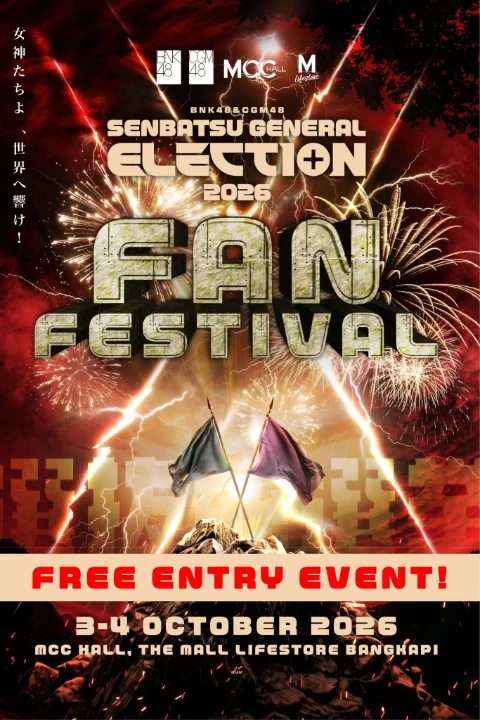 女神たちよ、世界へ響け！
BNK48 CGM48 MCC HALL M Lifestore
BNK48&CGM48
SENBATSU GENERAL
ELECTION
2026
FAN
FESTIVAL
FREE ENTRY EVENT!
3-4 OCTOBER 2026
MCC HALL, THE MALL LIFESTORE BANGKAPI